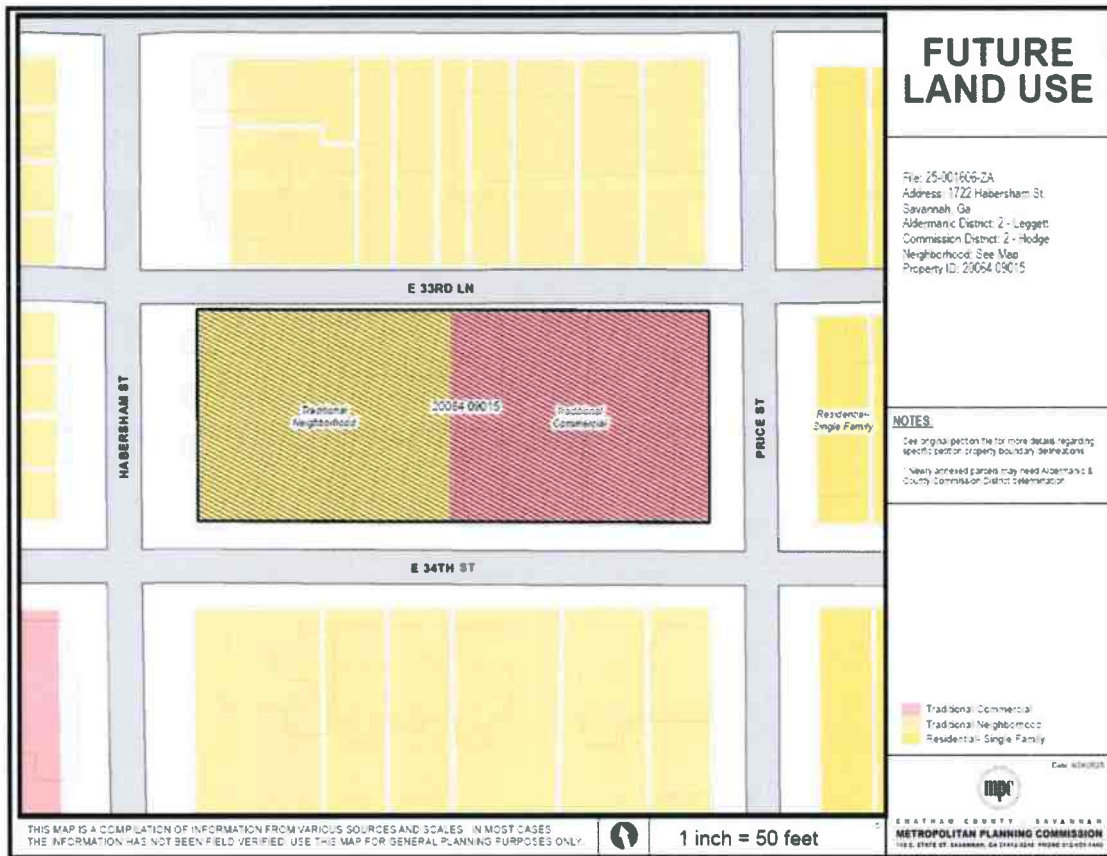 FUTURE
LAND USE
File: 25-001606-ZA
Address: 1722 Habersham St.
Savannah, Ga
Aldermanic District: 2 - Leggett
Commission District: 2 - Hodge
Neighborhood: See Map
Property ID: 20064 09015
NOTES:
See original petition file for more details regarding
specific petition property boundary delineations
* Newly annexed parcels may need Aldermanic &
County Commission District determination
Traditional Commercial
Traditional Neighborhood
Residential- Single Family
Date:
mpc
CHATHAM COUNTY - SAVANNAH
METROPOLITAN PLANNING COMMISSION
110 E. STATE ST. SAVANNAH, GA
E 33RD LN
HABERSHAM ST
PRICE ST
Traditional
Neighborhood
20064 09015
Traditional
Commercial
Residential-
Single Family
E 34TH ST
THIS MAP IS A COMPILATION OF INFORMATION FROM VARIOUS SOURCES AND SCALES. IN MOST CASES
THE INFORMATION HAS NOT BEEN FIELD VERIFIED. USE THIS MAP FOR GENERAL PLANNING PURPOSES ONLY.
1 inch = 50 feet